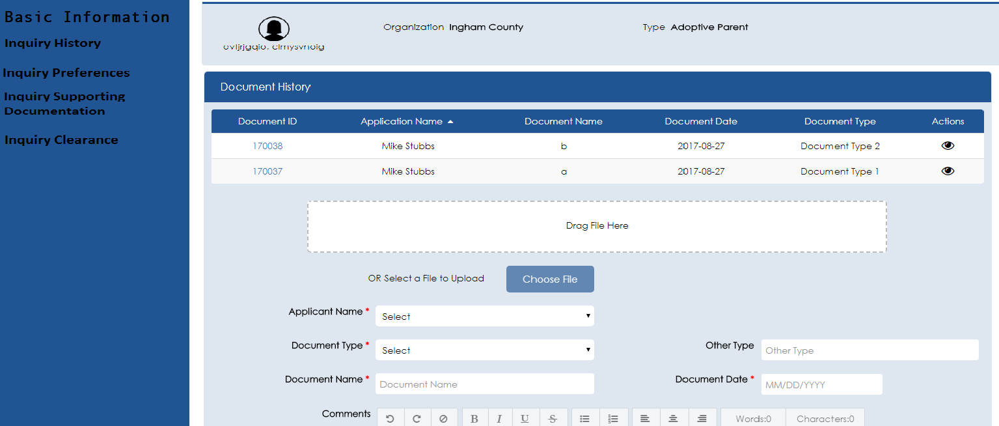 Basic Information
Inquiry History
Inquiry Preferences
Inquiry Supporting
Documentation
Inquiry Clearance
Organization Ingham County
Type Adoptive Parent
Document History
Document ID Application Name Document Name Document Date Document Type Actions
170038 Mike Stubbs b 2017-08-27 Document Type 2
170037 Mike Stubbs a 2017-08-27 Document Type 1
Drag File Here
OR Select a File to Upload Choose File
Applicant Name * Select
Document Type * Select Other Type Other Type
Document Name * Document Name Document Date * MM/DD/YYYY
Comments B I U S Words:0 Characters:0